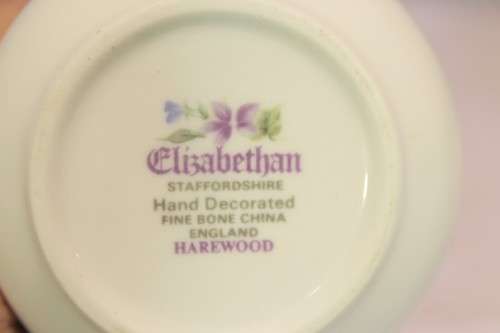 Elizabethan
STAFFORDSHIRE
Hand Decorated
FINE BONE CHINA
ENGLAND
HAREWOOD